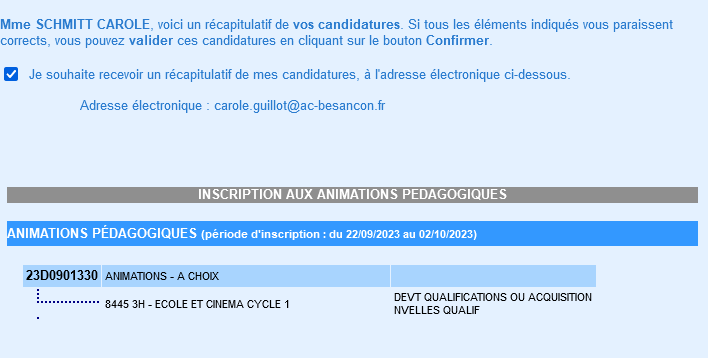 Mme SCHMITT CAROLE, voici un récapitulatif de vos candidatures. Si tous les éléments indiqués vous paraissent
corrects, vous pouvez valider ces candidatures en cliquant sur le bouton Confirmer.
Je souhaite recevoir un récapitulatif de mes candidatures, à l'adresse électronique ci-dessous.
Adresse électronique : carole.guillot@ac-besancon.fr
INSCRIPTION AUX ANIMATIONS PEDAGOGIQUES
ANIMATIONS PÉDAGOGIQUES (période d'inscription : du 22/09/2023 au 02/10/2023)
23D0901330 ANIMATIONS - A CHOIX
8445 3H - ECOLE ET CINEMA CYCLE 1
DEVT QUALIFICATIONS OU ACQUISITION
NVELLES QUALIF